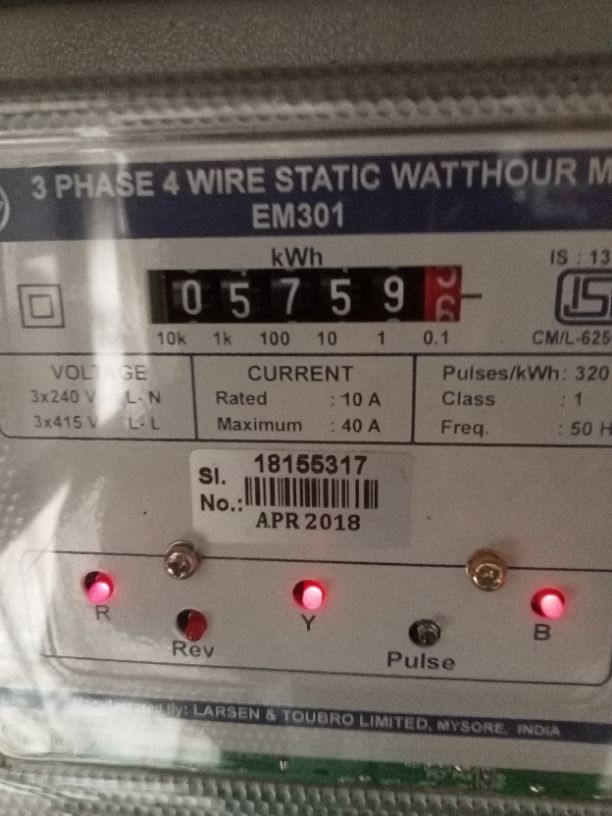 3 PHASE 4 WIRE STATIC WATTHOUR M
EM301
kWh
IS : 13
0 5 7 5 9
10k 1k 100 10 1 0.1
CM/L-625
VOLTAGE
3x240 V L-N
3x415 V L-L
CURRENT
Rated : 10 A
Maximum : 40 A
Pulses/kWh: 320
Class : 1
Freq. : 50 H
Sl. No.: 18155317
APR 2018
R Y B
Rev Pulse
by: LARSEN & TOUBRO LIMITED, MYSORE, INDIA